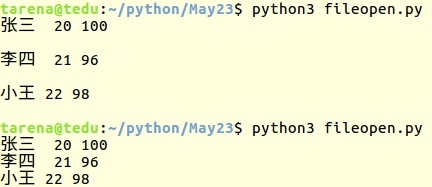 tarena@tedu:~/python/May23$ python3 fileopen.py
张三  20 100
李四  21 96
小王 22 98
tarena@tedu:~/python/May23$ python3 fileopen.py
张三  20 100
李四  21 96
小王 22 98